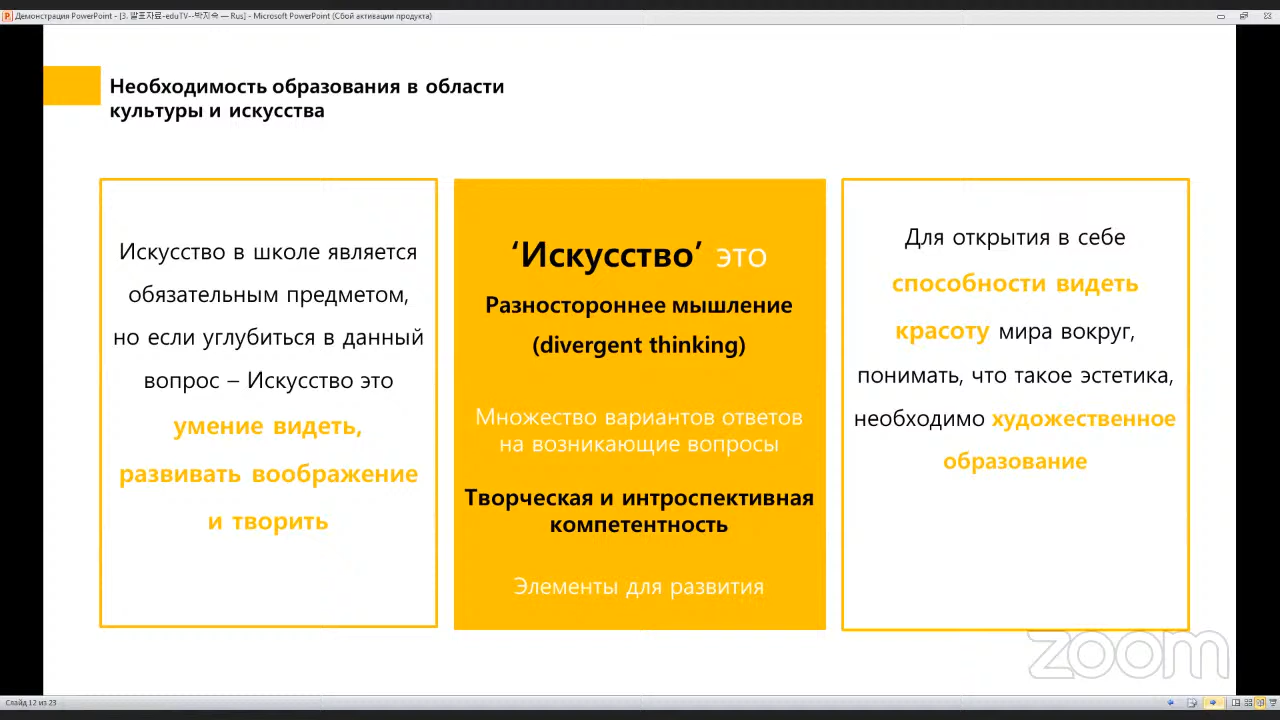 Демонстрация PowerPoint - [3. 발표자료-eduTV--박지숙 — Rus] - Microsoft PowerPoint (Сбой активации продукта)
Необходимость образования в области
культуры и искусства
Искусство в школе является
обязательным предметом,
но если углубиться в данный
вопрос – Искусство это
умение видеть,
развивать воображение
и творить
‘Искусство’ это
Разностороннее мышление
(divergent thinking)
Множество вариантов ответов
на возникающие вопросы
Творческая и интроспективная
компетентность
Элементы для развития
Для открытия в себе
способности видеть
красоту мира вокруг,
понимать, что такое эстетика,
необходимо художественное
образование
zoom
Слайд 12 из 23